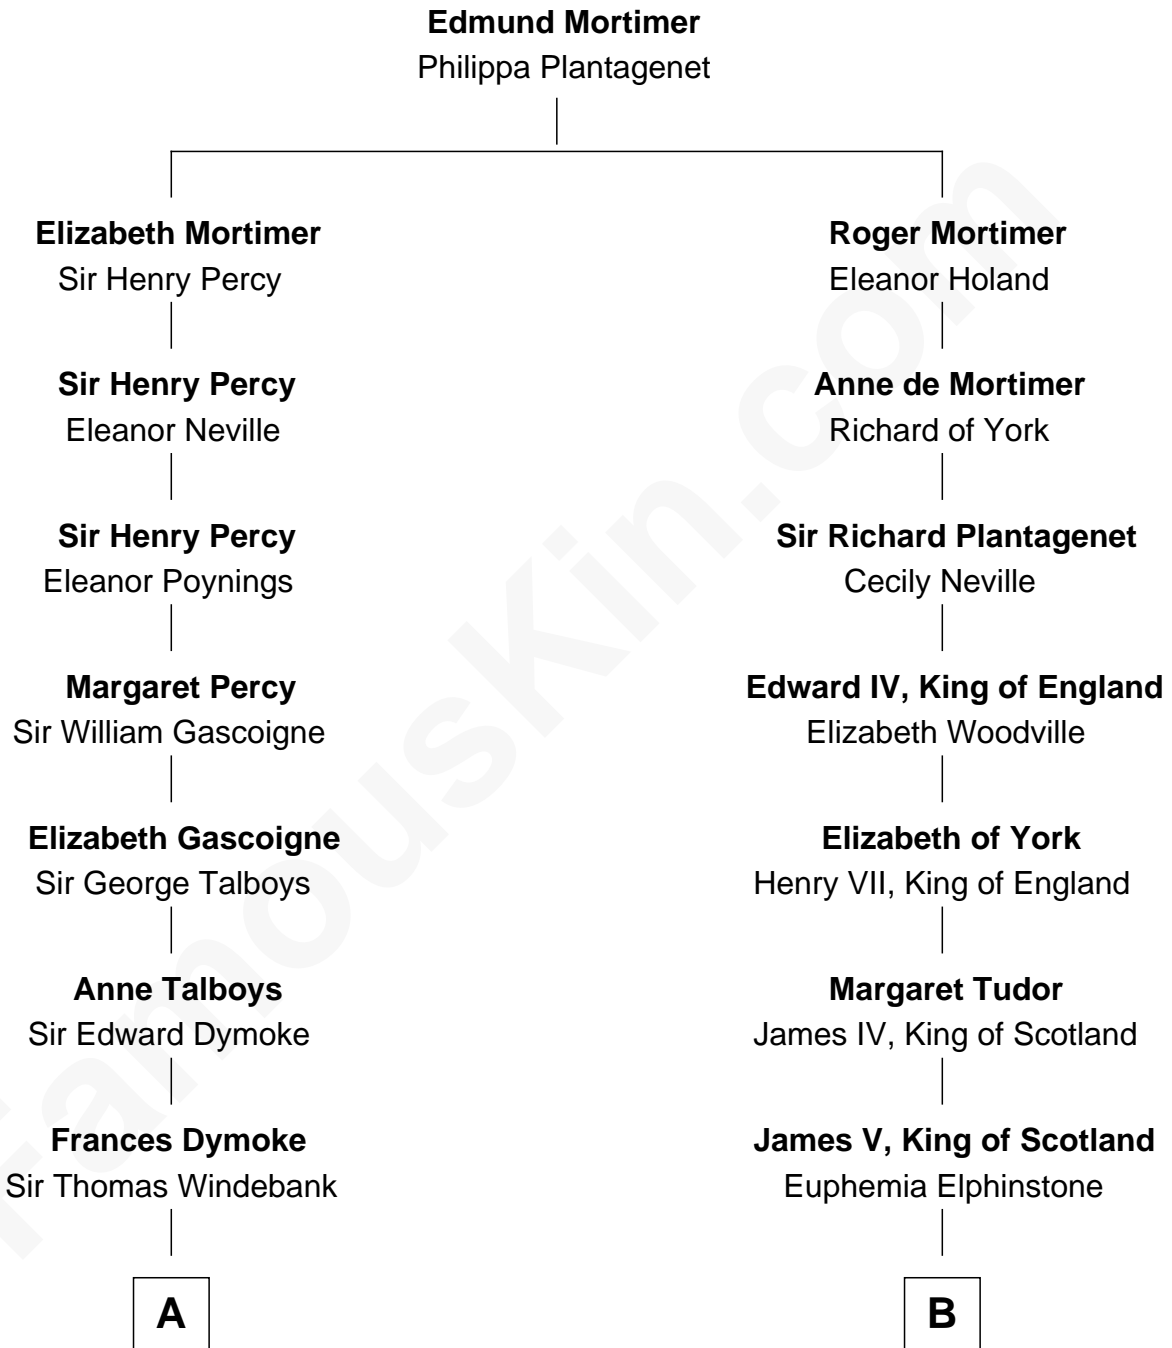 Edmund Mortimer
Philippa Plantagenet
Elizabeth Mortimer
Sir Henry Percy
Roger Mortimer
Eleanor Holand
Sir Henry Percy
Eleanor Neville
Anne de Mortimer
Richard of York
Sir Henry Percy
Eleanor Poynings
Sir Richard Plantagenet
Cecily Neville
Margaret Percy
Sir William Gascoigne
Edward IV, King of England
Elizabeth Woodville
Elizabeth Gascoigne
Sir George Talboys
Elizabeth of York
Henry VII, King of England
Anne Talboys
Sir Edward Dymoke
Margaret Tudor
James IV, King of Scotland
Frances Dymoke
Sir Thomas Windebank
James V, King of Scotland
Euphemia Elphinstone
A
B
FamousKin.com